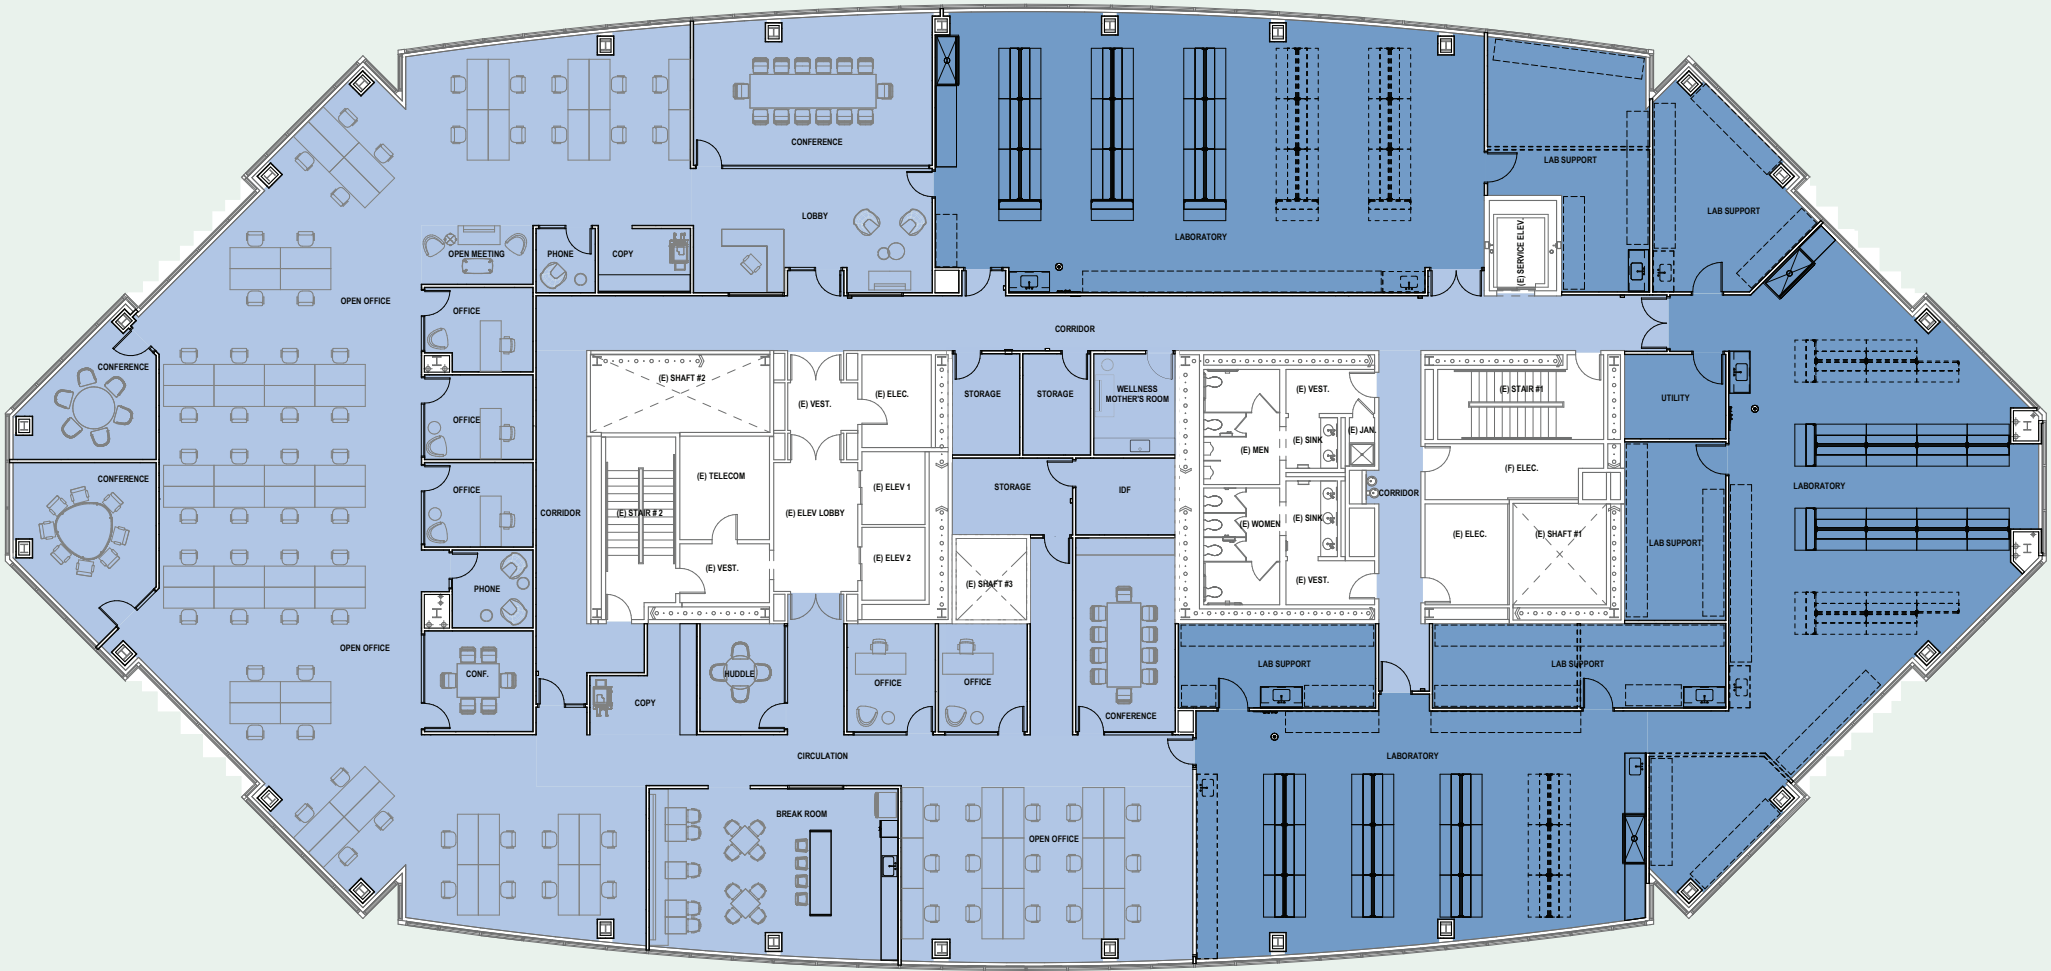 CONFERENCE
LAB SUPPORT
LAB SUPPORT
LOBBY
LABORATORY
(E) SERVICE ELEV.
OPEN MEETING
PHONE
COPY
OPEN OFFICE
OFFICE
CORRIDOR
CONFERENCE
(E) SHAFT #2
(E) VEST.
(E) ELEC.
STORAGE
STORAGE
WELLNESS
MOTHER'S ROOM
(E) VEST.
(E) STAIR #1
UTILITY
OFFICE
(E) JAN.
(E) SINK
(E) MEN
(F) ELEC.
CONFERENCE
(E) TELECOM
(E) ELEV 1
STORAGE
IDF
CORRIDOR
LABORATORY
OFFICE
CORRIDOR
(E) STAIR # 2
(E) ELEV LOBBY
(E) WOMEN
(E) SINK
(E) ELEC.
(E) SHAFT #1
LAB SUPPORT
(E) ELEV 2
(E) VEST.
(E) SHAFT #3
(E) VEST.
PHONE
OPEN OFFICE
CONF.
HUDDLE
OFFICE
OFFICE
LAB SUPPORT
LAB SUPPORT
COPY
CONFERENCE
CIRCULATION
LABORATORY
BREAK ROOM
OPEN OFFICE